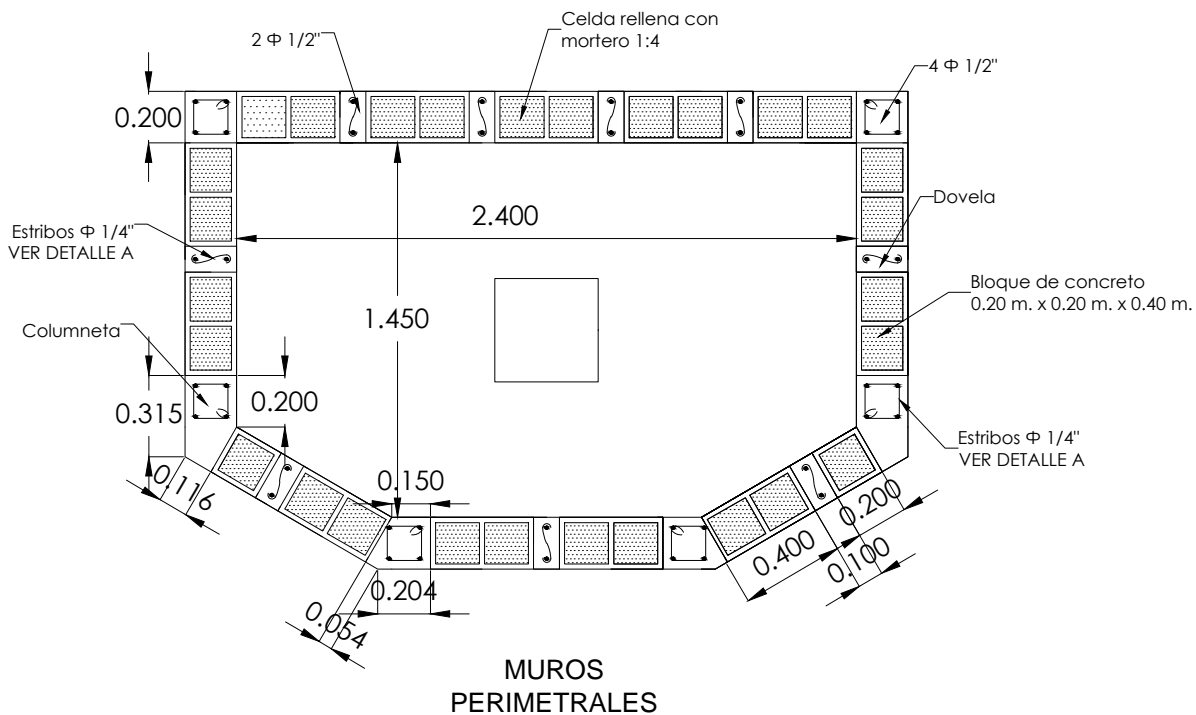 Celda rellena con
mortero 1:4
2 Φ 1/2"
4 Φ 1/2"
0.200
2.400
Dovela
Estribos Φ 1/4"
VER DETALLE A
Bloque de concreto
0.20 m. x 0.20 m. x 0.40 m.
1.450
Columneta
0.315
0.200
Estribos Φ 1/4"
VER DETALLE A
0.116
0.150
0.200
0.400
0.100
0.204
0.054
MUROS
PERIMETRALES